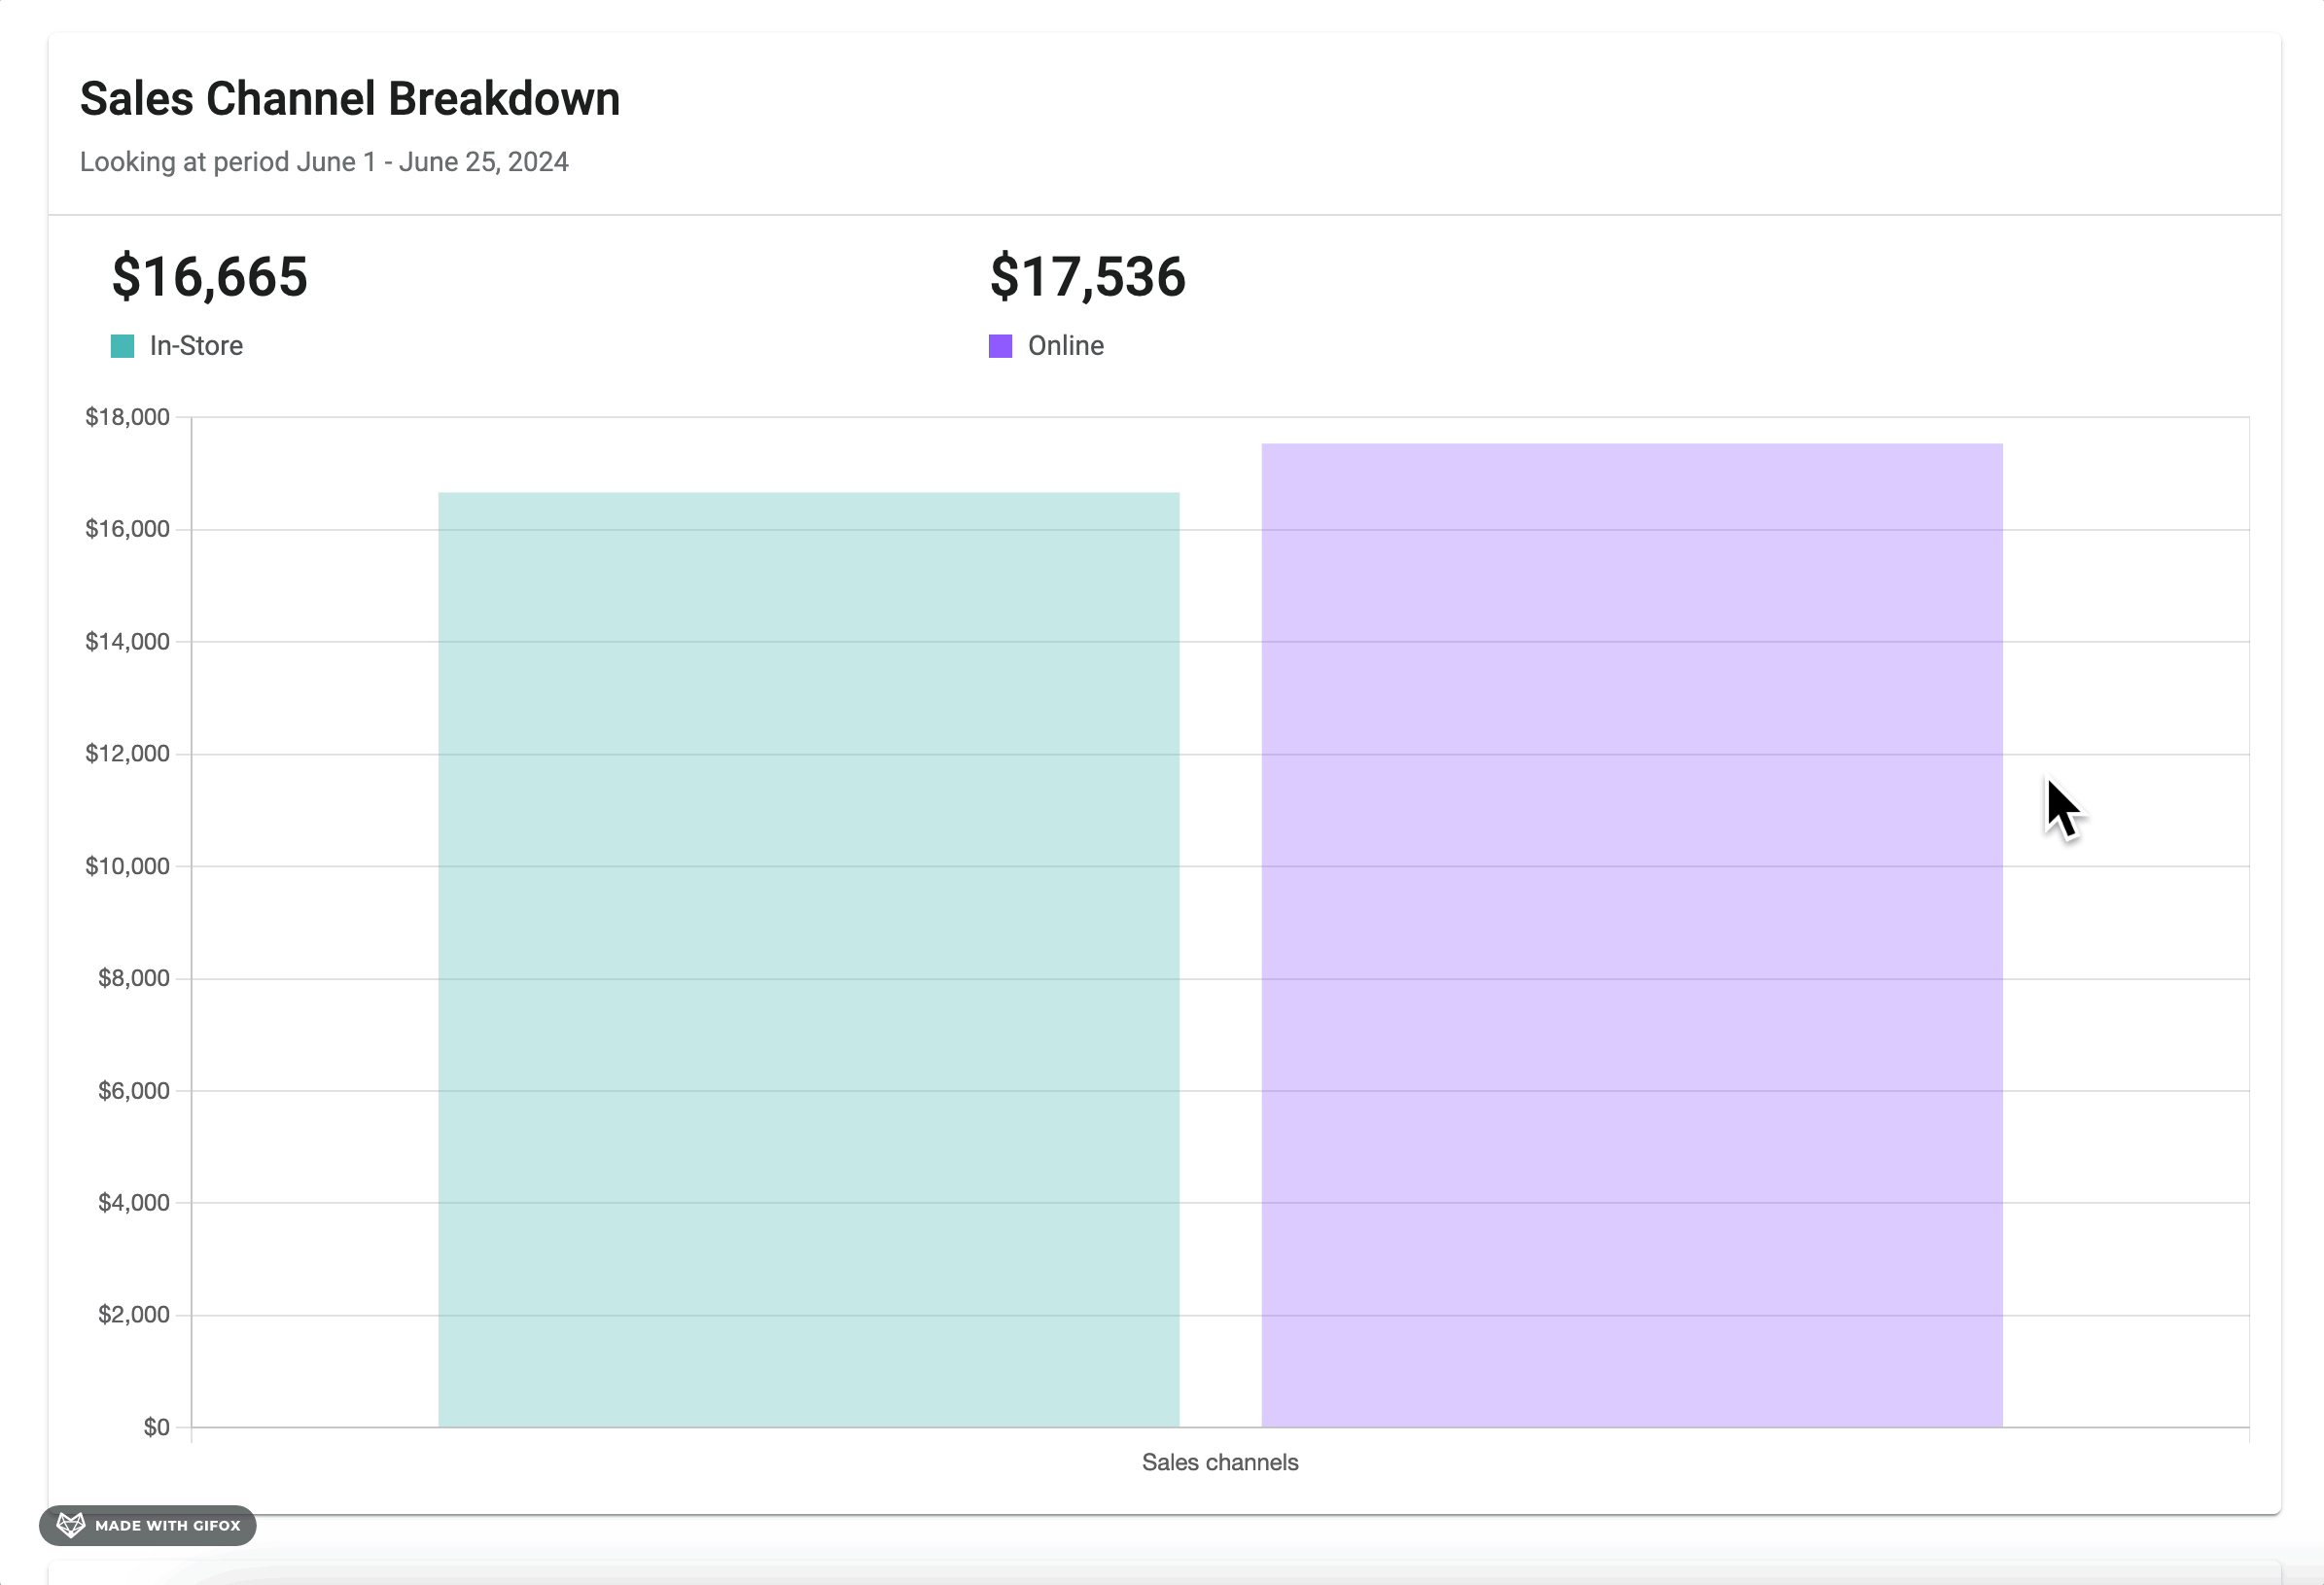 Sales Channel Breakdown
Looking at period June 1 - June 25, 2024
$16,665
$17,536
In-Store
Online
$18,000
$16,000
$14,000
$12,000
$10,000
$8,000
$6,000
$4,000
$2,000
$0
Sales channels
MADE WITH GIFOX